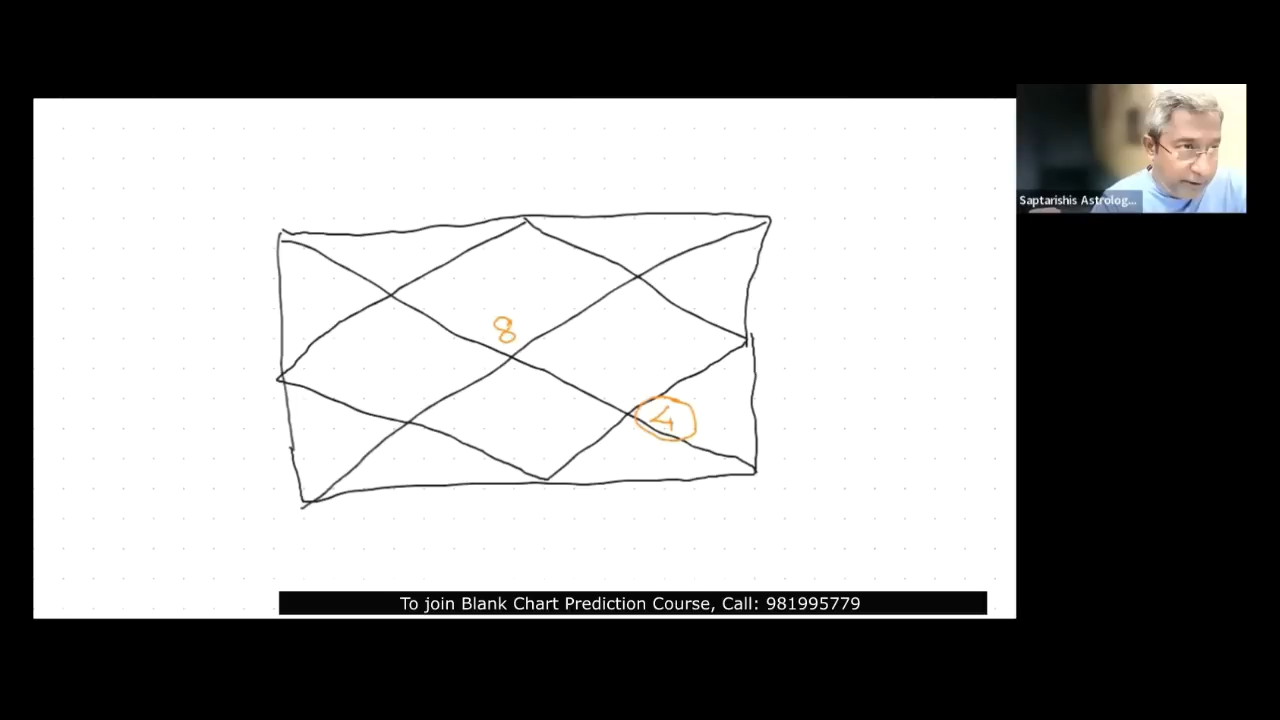 Saptarishis Astrolog...
8
4
To join Blank Chart Prediction Course, Call: 981995779